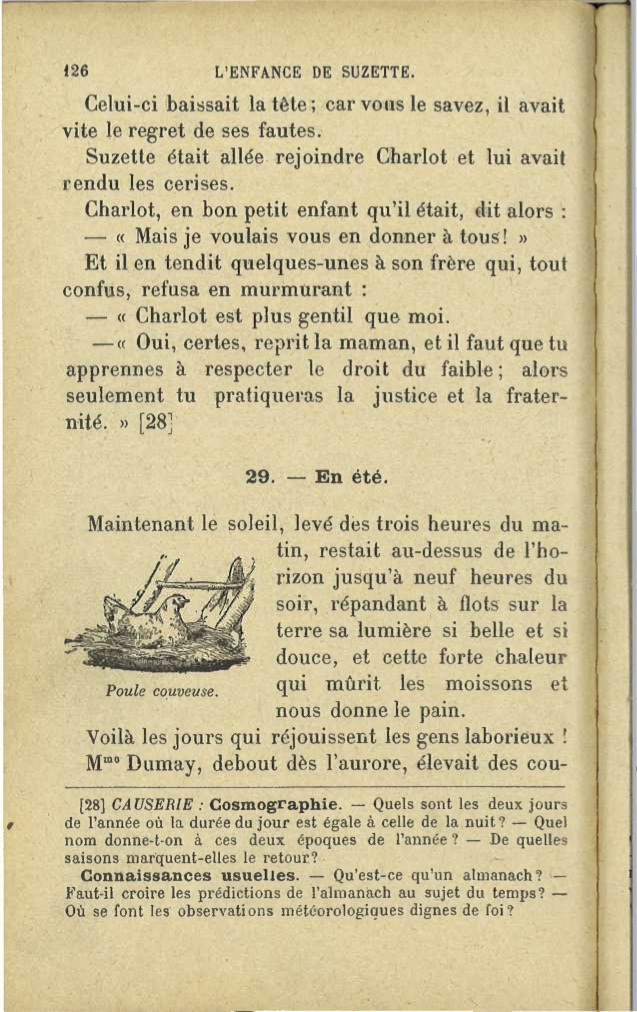 126 L'ENFANCE DE SUZETTE.
Celui-ci baissait la tête ; car vous le savez, il avait
vite le regret de ses fautes.
Suzette était allée rejoindre Charlot et lui avait
rendu les cerises.
Charlot, en bon petit enfant qu'il était, dit alors :
— « Mais je voulais vous en donner à tous! »
Et il en tendit quelques-unes à son frère qui, tout
confus, refusa en murmurant :
— « Charlot est plus gentil que moi.
— « Oui, certes, reprit la maman, et il faut que tu
apprennes à respecter le droit du faible ; alors
seulement tu pratiqueras la justice et la frater-
nité. » [28]
29. — En été.
Maintenant le soleil, levé dès trois heures du ma-
tin, restait au-dessus de l'ho-
rizon jusqu'à neuf heures du
soir, répandant à flots sur la
terre sa lumière si belle et si
douce, et cette forte chaleur
qui mûrit les moissons et
nous donne le pain.
Poule couveuse.
Voilà les jours qui réjouissent les gens laborieux !
Mme Dumay, debout dès l'aurore, élevait des cou-
[28] CAUSERIE : Cosmographie. — Quels sont les deux jours
de l'année où la durée du jour est égale à celle de la nuit ? — Quel
nom donne-t-on à ces deux époques de l'année ? — De quelles
saisons marquent-elles le retour?
Connaissances usuelles. — Qu'est-ce qu'un almanach ? —
Faut-il croire les prédictions de l'almanach au sujet du temps? —
Où se font les observations météorologiques dignes de foi ?